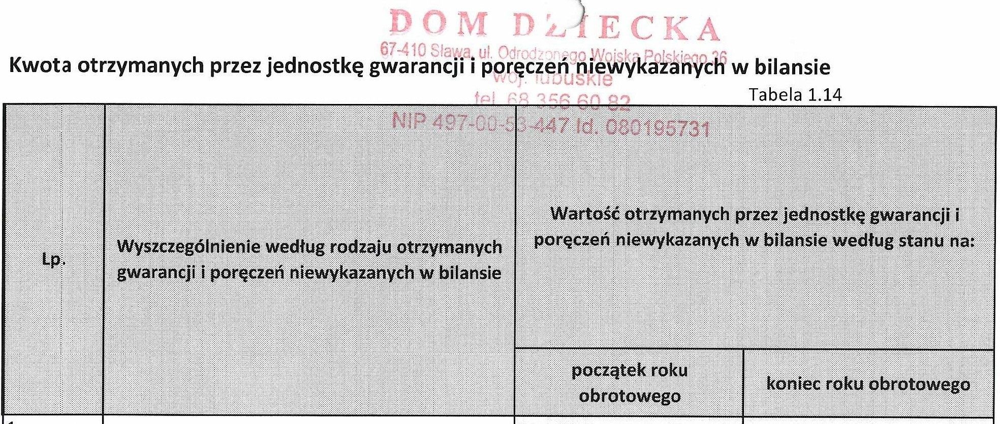 DOM DZIECKA
67-410 Sława, ul. Odrodzonego Wojska Polskiego 36
Kwota otrzymanych przez jednostkę gwarancji i poręczeń niewykazanych w bilansie
woj. lubuskie
Tabela 1.14
tel. 68 356 60 82
NIP 497-00-53-447 Id. 080195731
Lp.
Wyszczególnienie według rodzaju otrzymanych
gwarancji i poręczeń niewykazanych w bilansie
Wartość otrzymanych przez jednostkę gwarancji i
poręczeń niewykazanych w bilansie według stanu na:
początek roku
obrotowego
koniec roku obrotowego